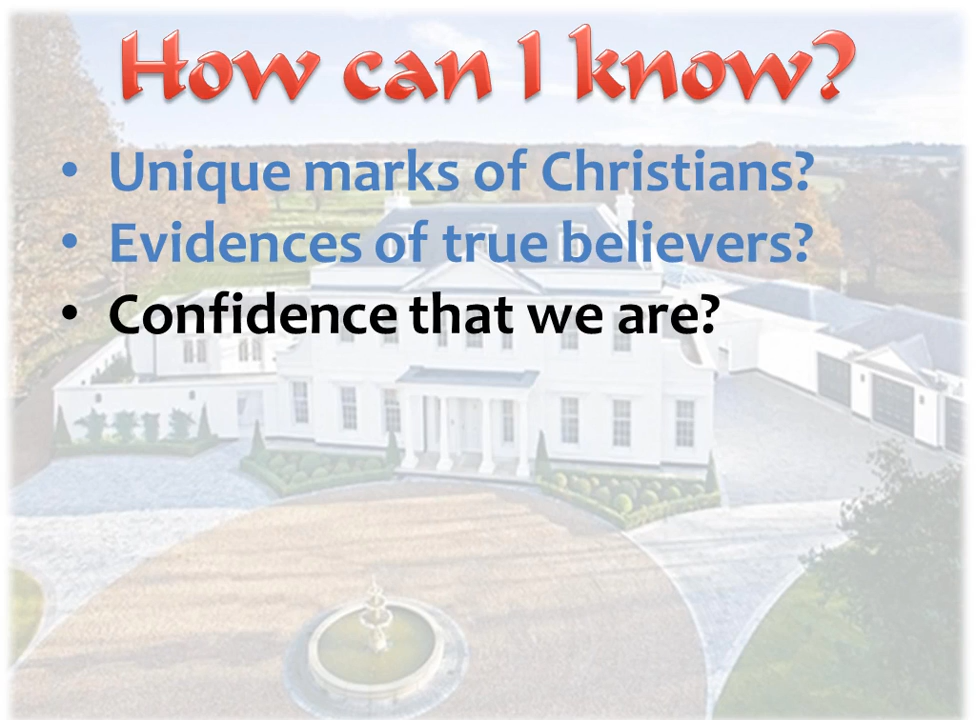 How can I know?
• Unique marks of Christians?
• Evidences of true believers?
• Confidence that we are?